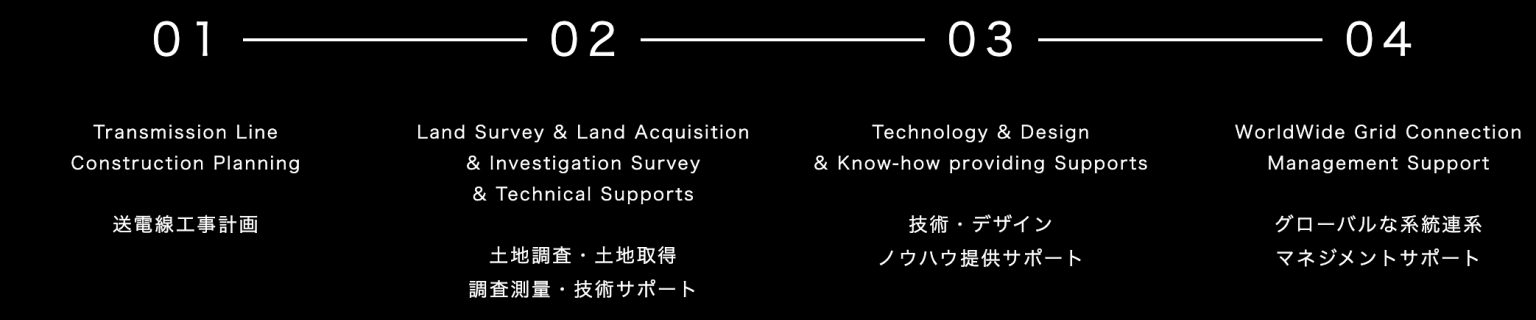 01
02
03
04
Transmission Line
Construction Planning
送電線工事計画
Land Survey & Land Acquisition
& Investigation Survey
& Technical Supports
土地調査・土地取得
調査測量・技術サポート
Technology & Design
& Know-how providing Supports
技術・デザイン
ノウハウ提供サポート
WorldWide Grid Connection
Management Support
グローバルな系統連系
マネジメントサポート